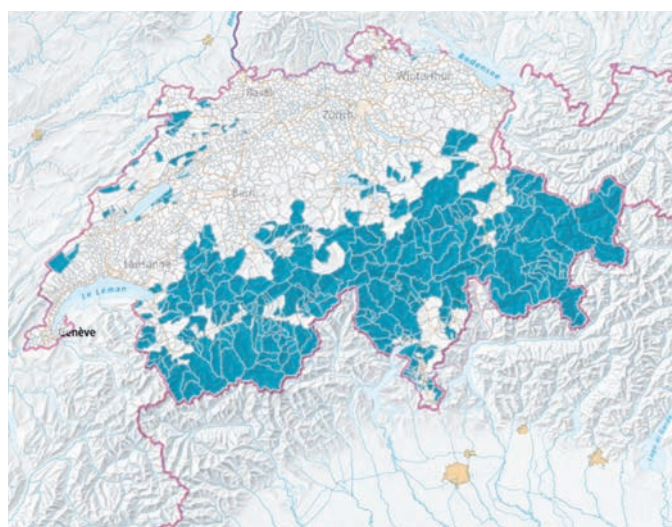 Bodensee
Winterthur
Basel
Zürich
Bern
Lausanne
Le Léman
Genève